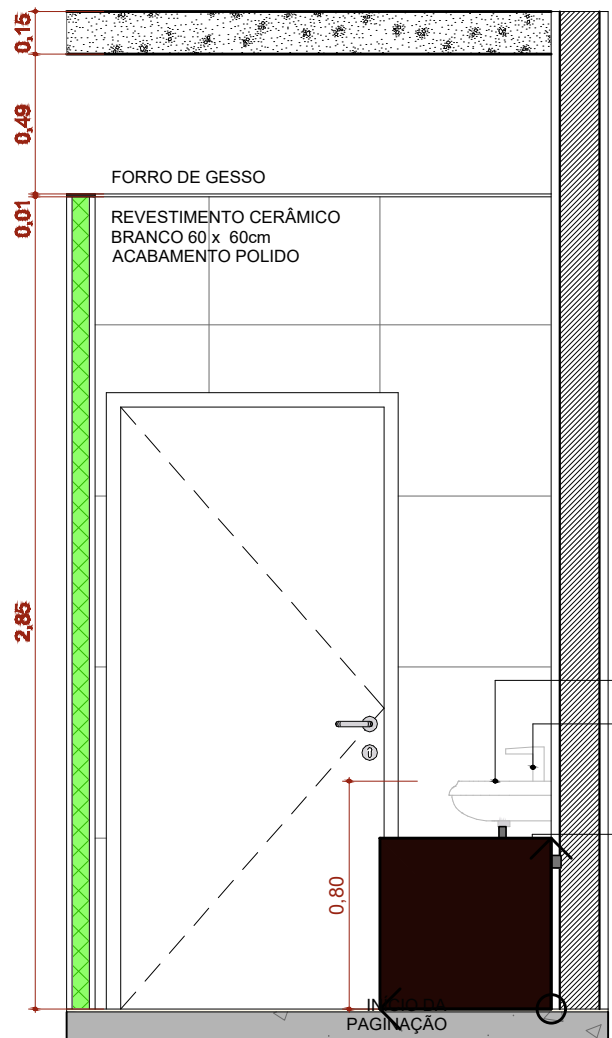 0,15
0,49
FORRO DE GESSO
0,01
REVESTIMENTO CERÂMICO
BRANCO 60 x 60cm
ACABAMENTO POLIDO
2,85
0,80
INÍCIO DA
PAGINAÇÃO